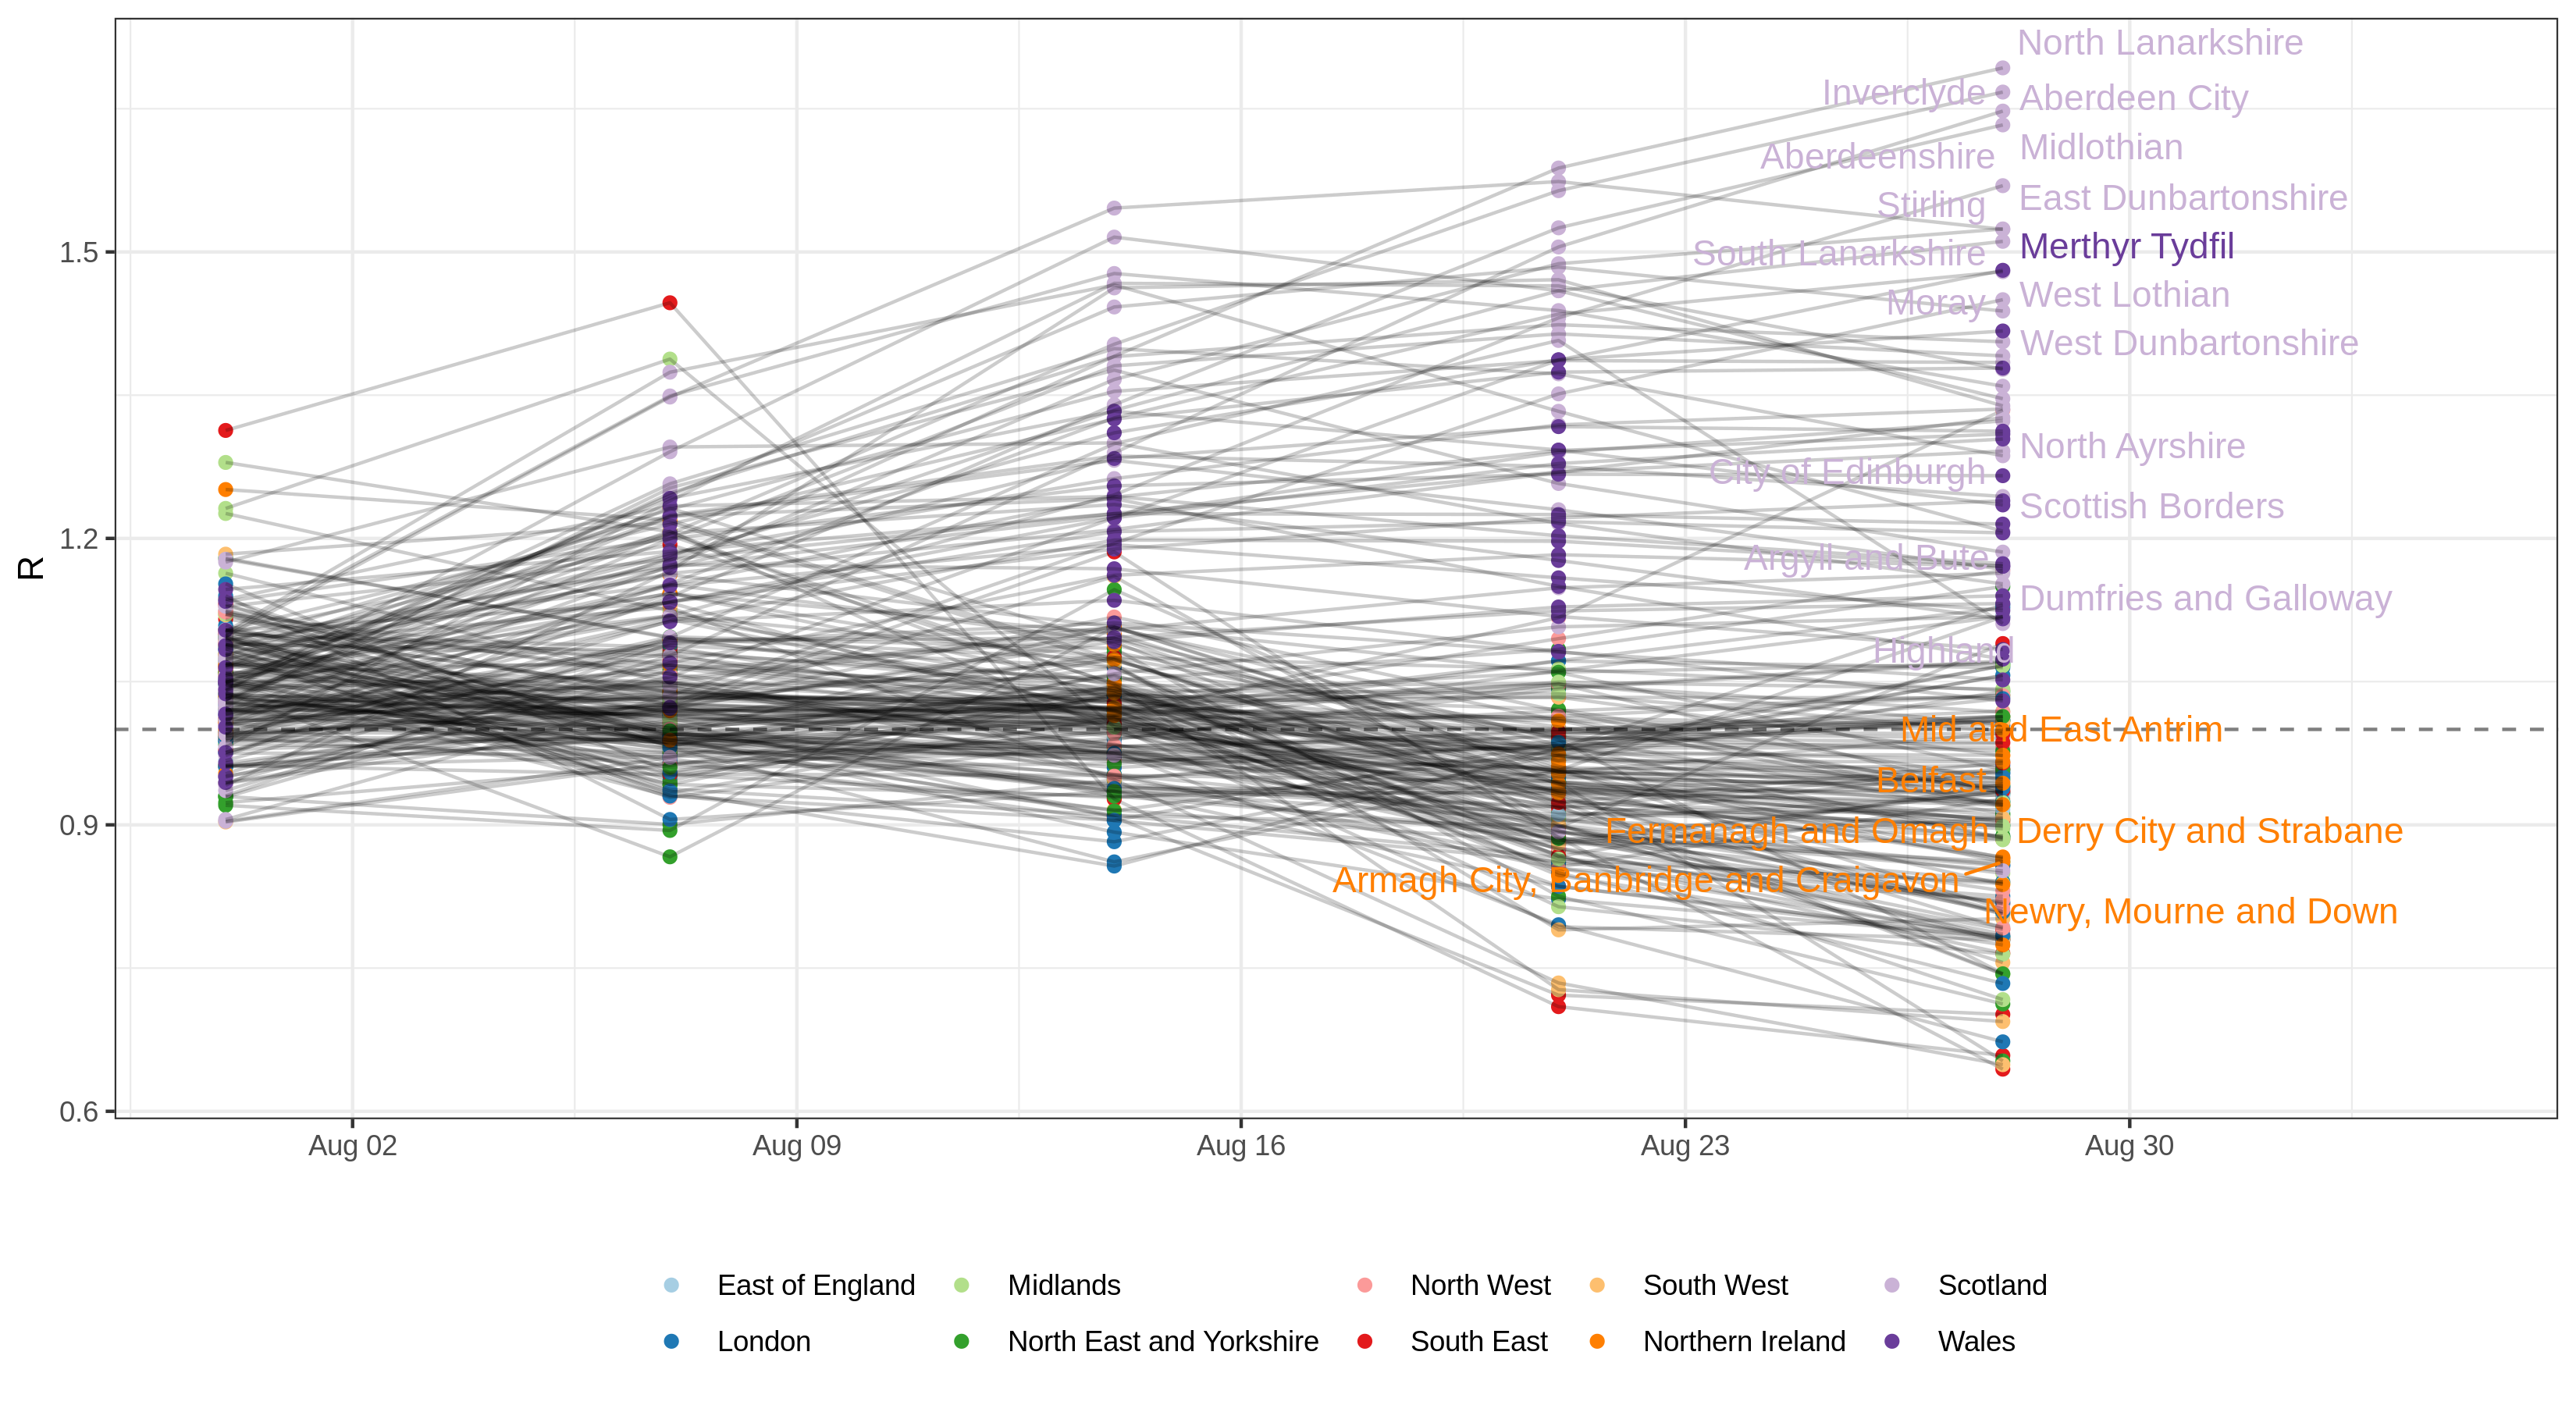 North Lanarkshire
Inverclyde
Aberdeen City
Aberdeenshire
Midlothian
Stirling
East Dunbartonshire
South Lanarkshire
Merthyr Tydfil
Moray
West Lothian
West Dunbartonshire
North Ayrshire
City of Edinburgh
Scottish Borders
Argyll and Bute
Dumfries and Galloway
Highland
Mid and East Antrim
Belfast
Fermanagh and Omagh
Derry City and Strabane
Armagh City, Banbridge and Craigavon
Newry, Mourne and Down
R
1.5
1.2
0.9
0.6
Aug 02
Aug 09
Aug 16
Aug 23
Aug 30
East of England
Midlands
North West
South West
Scotland
London
North East and Yorkshire
South East
Northern Ireland
Wales